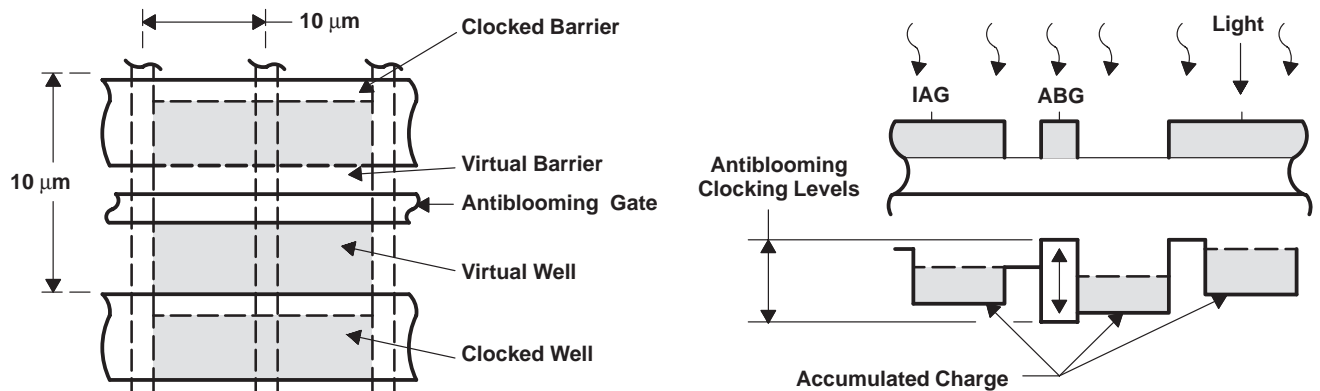 10 μm
Clocked Barrier
Virtual Barrier
10 μm
Antiblooming Gate
Virtual Well
Clocked Well
Light
IAG
ABG
Antiblooming
Clocking Levels
Accumulated Charge